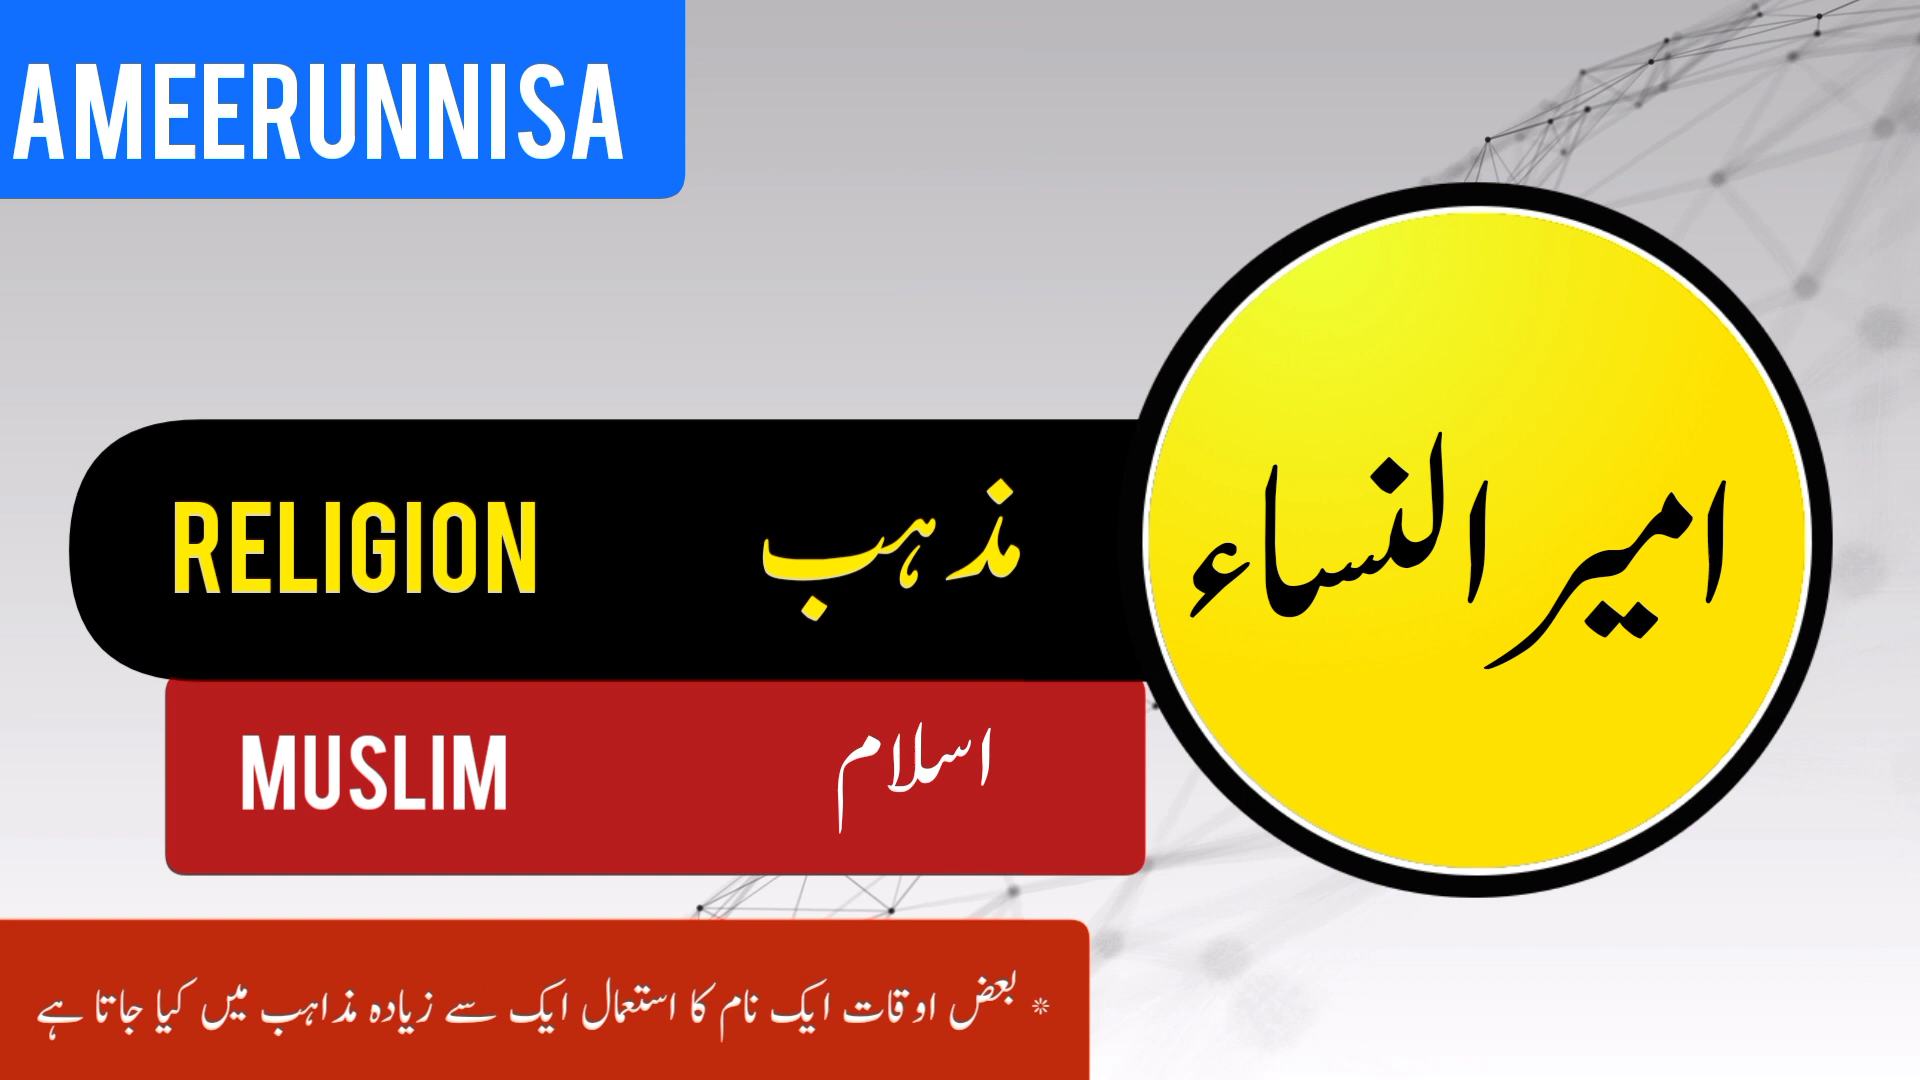 AMEERUNNISA
امیر النساء
RELIGION مذہب
MUSLIM اسلام
* بعض اوقات ایک نام کا استعمال ایک سے زیادہ مذاہب میں کیا جاتا ہے